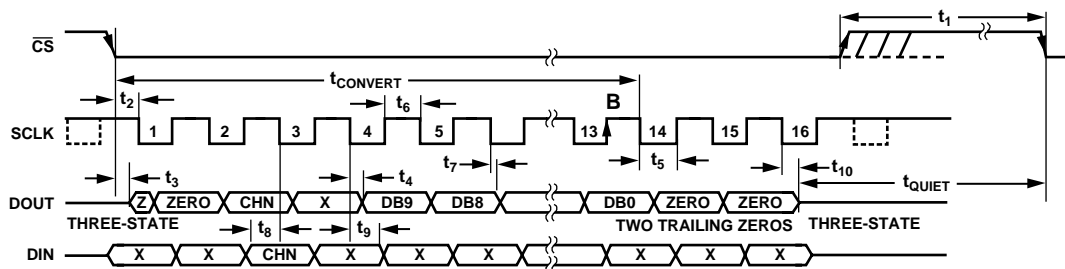 t1
CS
tCONVERT
t2 t6 B
SCLK 1 2 3 4 5 13 14 15 16
t7 t5 t10
t3 t4 tQUIET
DOUT Z ZERO CHN X DB9 DB8 DB0 ZERO ZERO
THREE-STATE TWO TRAILING ZEROS THREE-STATE
t8 t9
DIN X X CHN X X X X X X